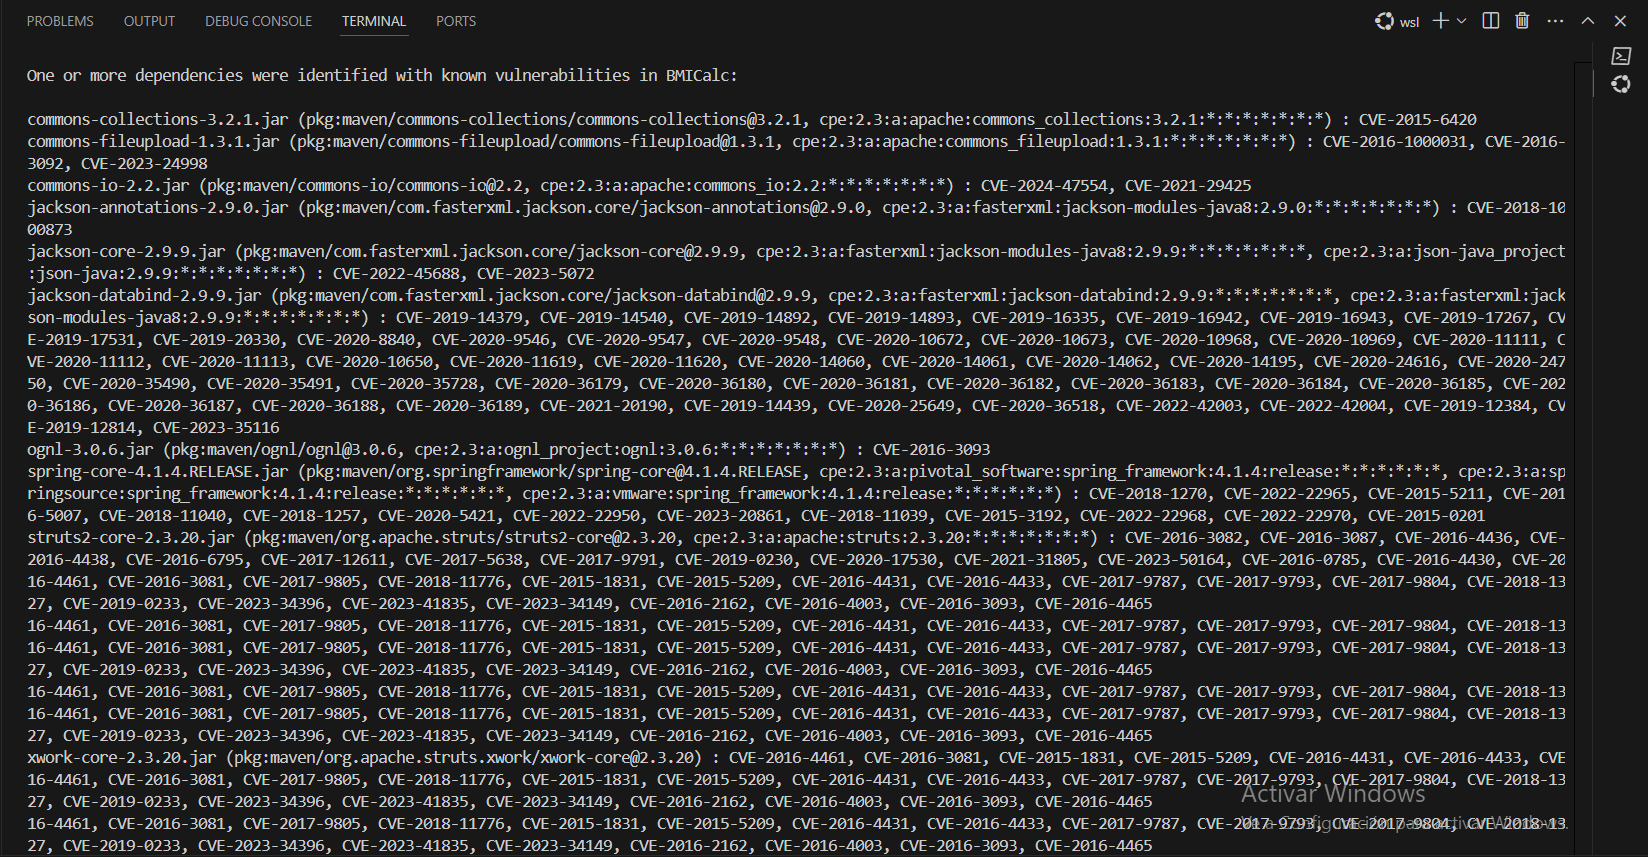 PROBLEMS OUTPUT DEBUG CONSOLE TERMINAL PORTS wsl
One or more dependencies were identified with known vulnerabilities in BMICalc:
commons-collections-3.2.1.jar (pkg:maven/commons-collections/commons-collections@3.2.1, cpe:2.3:a:apache:commons_collections:3.2.1:*:*:*:*:*:*:*) : CVE-2015-6420
commons-fileupload-1.3.1.jar (pkg:maven/commons-fileupload/commons-fileupload@1.3.1, cpe:2.3:a:apache:commons_fileupload:1.3.1:*:*:*:*:*:*:*) : CVE-2016-1000031, CVE-2016-
3092, CVE-2023-24998
commons-io-2.2.jar (pkg:maven/commons-io/commons-io@2.2, cpe:2.3:a:apache:commons_io:2.2:*:*:*:*:*:*:*) : CVE-2024-47554, CVE-2021-29425
jackson-annotations-2.9.0.jar (pkg:maven/com.fasterxml.jackson.core/jackson-annotations@2.9.0, cpe:2.3:a:fasterxml:jackson-modules-java8:2.9.0:*:*:*:*:*:*:*) : CVE-2018-10
00873
jackson-core-2.9.9.jar (pkg:maven/com.fasterxml.jackson.core/jackson-core@2.9.9, cpe:2.3:a:fasterxml:jackson-modules-java8:2.9.9:*:*:*:*:*:*:*, cpe:2.3:a:json-java_project
:json-java:2.9.9:*:*:*:*:*:*:*) : CVE-2022-45688, CVE-2023-5072
jackson-databind-2.9.9.jar (pkg:maven/com.fasterxml.jackson.core/jackson-databind@2.9.9, cpe:2.3:a:fasterxml:jackson-databind:2.9.9:*:*:*:*:*:*:*, cpe:2.3:a:fasterxml:jack
son-modules-java8:2.9.9:*:*:*:*:*:*:*) : CVE-2019-14379, CVE-2019-14540, CVE-2019-14892, CVE-2019-14893, CVE-2019-16335, CVE-2019-16942, CVE-2019-16943, CVE-2019-17267, CV
E-2019-17531, CVE-2019-20330, CVE-2020-8840, CVE-2020-9546, CVE-2020-9547, CVE-2020-9548, CVE-2020-10672, CVE-2020-10673, CVE-2020-10968, CVE-2020-10969, CVE-2020-11111, C
VE-2020-11112, CVE-2020-11113, CVE-2020-10650, CVE-2020-11619, CVE-2020-11620, CVE-2020-14060, CVE-2020-14061, CVE-2020-14062, CVE-2020-14195, CVE-2020-24616, CVE-2020-247
50, CVE-2020-35490, CVE-2020-35491, CVE-2020-35728, CVE-2020-36179, CVE-2020-36180, CVE-2020-36181, CVE-2020-36182, CVE-2020-36183, CVE-2020-36184, CVE-2020-36185, CVE-202
0-36186, CVE-2020-36187, CVE-2020-36188, CVE-2020-36189, CVE-2021-20190, CVE-2019-14439, CVE-2020-25649, CVE-2020-36518, CVE-2022-42003, CVE-2022-42004, CVE-2019-12384, CV
E-2019-12814, CVE-2023-35116
ognl-3.0.6.jar (pkg:maven/ognl/ognl@3.0.6, cpe:2.3:a:ognl_project:ognl:3.0.6:*:*:*:*:*:*:*) : CVE-2016-3093
spring-core-4.1.4.RELEASE.jar (pkg:maven/org.springframework/spring-core@4.1.4.RELEASE, cpe:2.3:a:pivotal_software:spring_framework:4.1.4:release:*:*:*:*:*:*, cpe:2.3:a:sp
ringsource:spring_framework:4.1.4:release:*:*:*:*:*:*, cpe:2.3:a:vmware:spring_framework:4.1.4:release:*:*:*:*:*:*) : CVE-2018-1270, CVE-2022-22965, CVE-2015-5211, CVE-201
6-5007, CVE-2018-11040, CVE-2018-1257, CVE-2020-5421, CVE-2022-22950, CVE-2023-20861, CVE-2018-11039, CVE-2015-3192, CVE-2022-22968, CVE-2022-22970, CVE-2015-0201
struts2-core-2.3.20.jar (pkg:maven/org.apache.struts/struts2-core@2.3.20, cpe:2.3:a:apache:struts:2.3.20:*:*:*:*:*:*:*) : CVE-2016-3082, CVE-2016-3087, CVE-2016-4436, CVE-
2016-4438, CVE-2016-6795, CVE-2017-12611, CVE-2017-5638, CVE-2017-9791, CVE-2019-0230, CVE-2020-17530, CVE-2021-31805, CVE-2023-50164, CVE-2016-0785, CVE-2016-4430, CVE-20
16-4461, CVE-2016-3081, CVE-2017-9805, CVE-2018-11776, CVE-2015-1831, CVE-2015-5209, CVE-2016-4431, CVE-2016-4433, CVE-2017-9787, CVE-2017-9793, CVE-2017-9804, CVE-2018-13
27, CVE-2019-0233, CVE-2023-34396, CVE-2023-41835, CVE-2023-34149, CVE-2016-2162, CVE-2016-4003, CVE-2016-3093, CVE-2016-4465
16-4461, CVE-2016-3081, CVE-2017-9805, CVE-2018-11776, CVE-2015-1831, CVE-2015-5209, CVE-2016-4431, CVE-2016-4433, CVE-2017-9787, CVE-2017-9793, CVE-2017-9804, CVE-2018-13
16-4461, CVE-2016-3081, CVE-2017-9805, CVE-2018-11776, CVE-2015-1831, CVE-2015-5209, CVE-2016-4431, CVE-2016-4433, CVE-2017-9787, CVE-2017-9793, CVE-2017-9804, CVE-2018-13
27, CVE-2019-0233, CVE-2023-34396, CVE-2023-41835, CVE-2023-34149, CVE-2016-2162, CVE-2016-4003, CVE-2016-3093, CVE-2016-4465
16-4461, CVE-2016-3081, CVE-2017-9805, CVE-2018-11776, CVE-2015-1831, CVE-2015-5209, CVE-2016-4431, CVE-2016-4433, CVE-2017-9787, CVE-2017-9793, CVE-2017-9804, CVE-2018-13
16-4461, CVE-2016-3081, CVE-2017-9805, CVE-2018-11776, CVE-2015-1831, CVE-2015-5209, CVE-2016-4431, CVE-2016-4433, CVE-2017-9787, CVE-2017-9793, CVE-2017-9804, CVE-2018-13
27, CVE-2019-0233, CVE-2023-34396, CVE-2023-41835, CVE-2023-34149, CVE-2016-2162, CVE-2016-4003, CVE-2016-3093, CVE-2016-4465
xwork-core-2.3.20.jar (pkg:maven/org.apache.struts.xwork/xwork-core@2.3.20) : CVE-2016-4461, CVE-2016-3081, CVE-2015-1831, CVE-2015-5209, CVE-2016-4431, CVE-2016-4433, CVE
16-4461, CVE-2016-3081, CVE-2017-9805, CVE-2018-11776, CVE-2015-1831, CVE-2015-5209, CVE-2016-4431, CVE-2016-4433, CVE-2017-9787, CVE-2017-9793, CVE-2017-9804, CVE-2018-13
27, CVE-2019-0233, CVE-2023-34396, CVE-2023-41835, CVE-2023-34149, CVE-2016-2162, CVE-2016-4003, CVE-2016-3093, CVE-2016-4465
Activar Windows
16-4461, CVE-2016-3081, CVE-2017-9805, CVE-2018-11776, CVE-2015-1831, CVE-2015-5209, CVE-2016-4431, CVE-2016-4433, CVE-2017-9787, CVE-2017-9793, CVE-2017-9804, CVE-2018-13
Ve a Configuración para activar Windows.
27, CVE-2019-0233, CVE-2023-34396, CVE-2023-41835, CVE-2023-34149, CVE-2016-2162, CVE-2016-4003, CVE-2016-3093, CVE-2016-4465